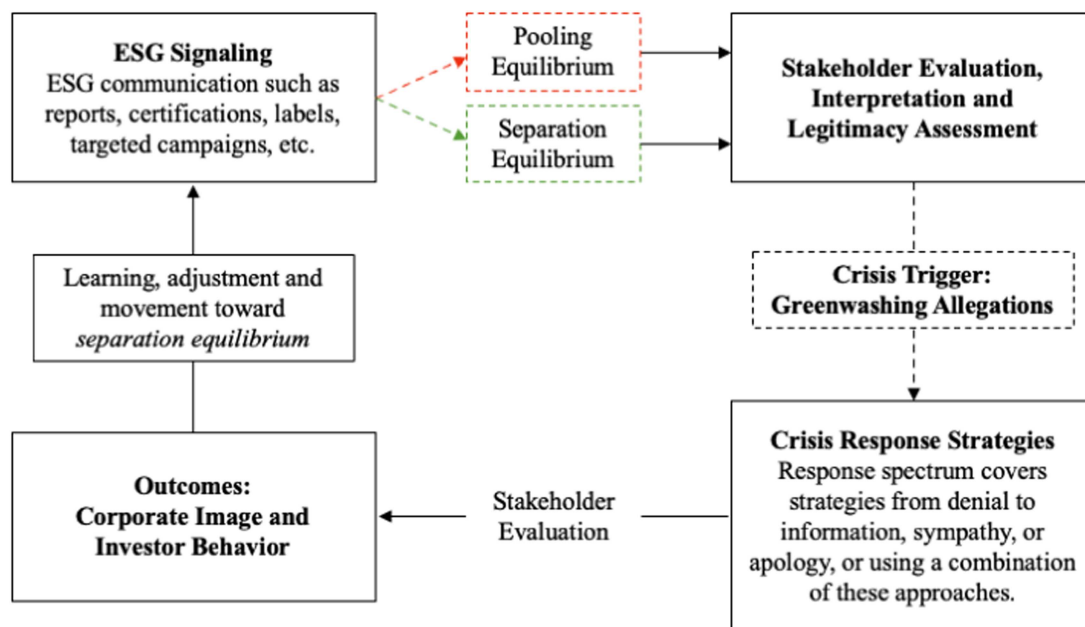 ESG Signaling
ESG communication such as
reports, certifications, labels,
targeted campaigns, etc.
Pooling
Equilibrium
Separation
Equilibrium
Stakeholder Evaluation,
Interpretation and
Legitimacy Assessment
Crisis Trigger:
Greenwashing Allegations
Crisis Response Strategies
Response spectrum covers
strategies from denial to
information, sympathy, or
apology, or using a combination
of these approaches.
Stakeholder
Evaluation
Outcomes:
Corporate Image and
Investor Behavior
Learning, adjustment and
movement toward
separation equilibrium